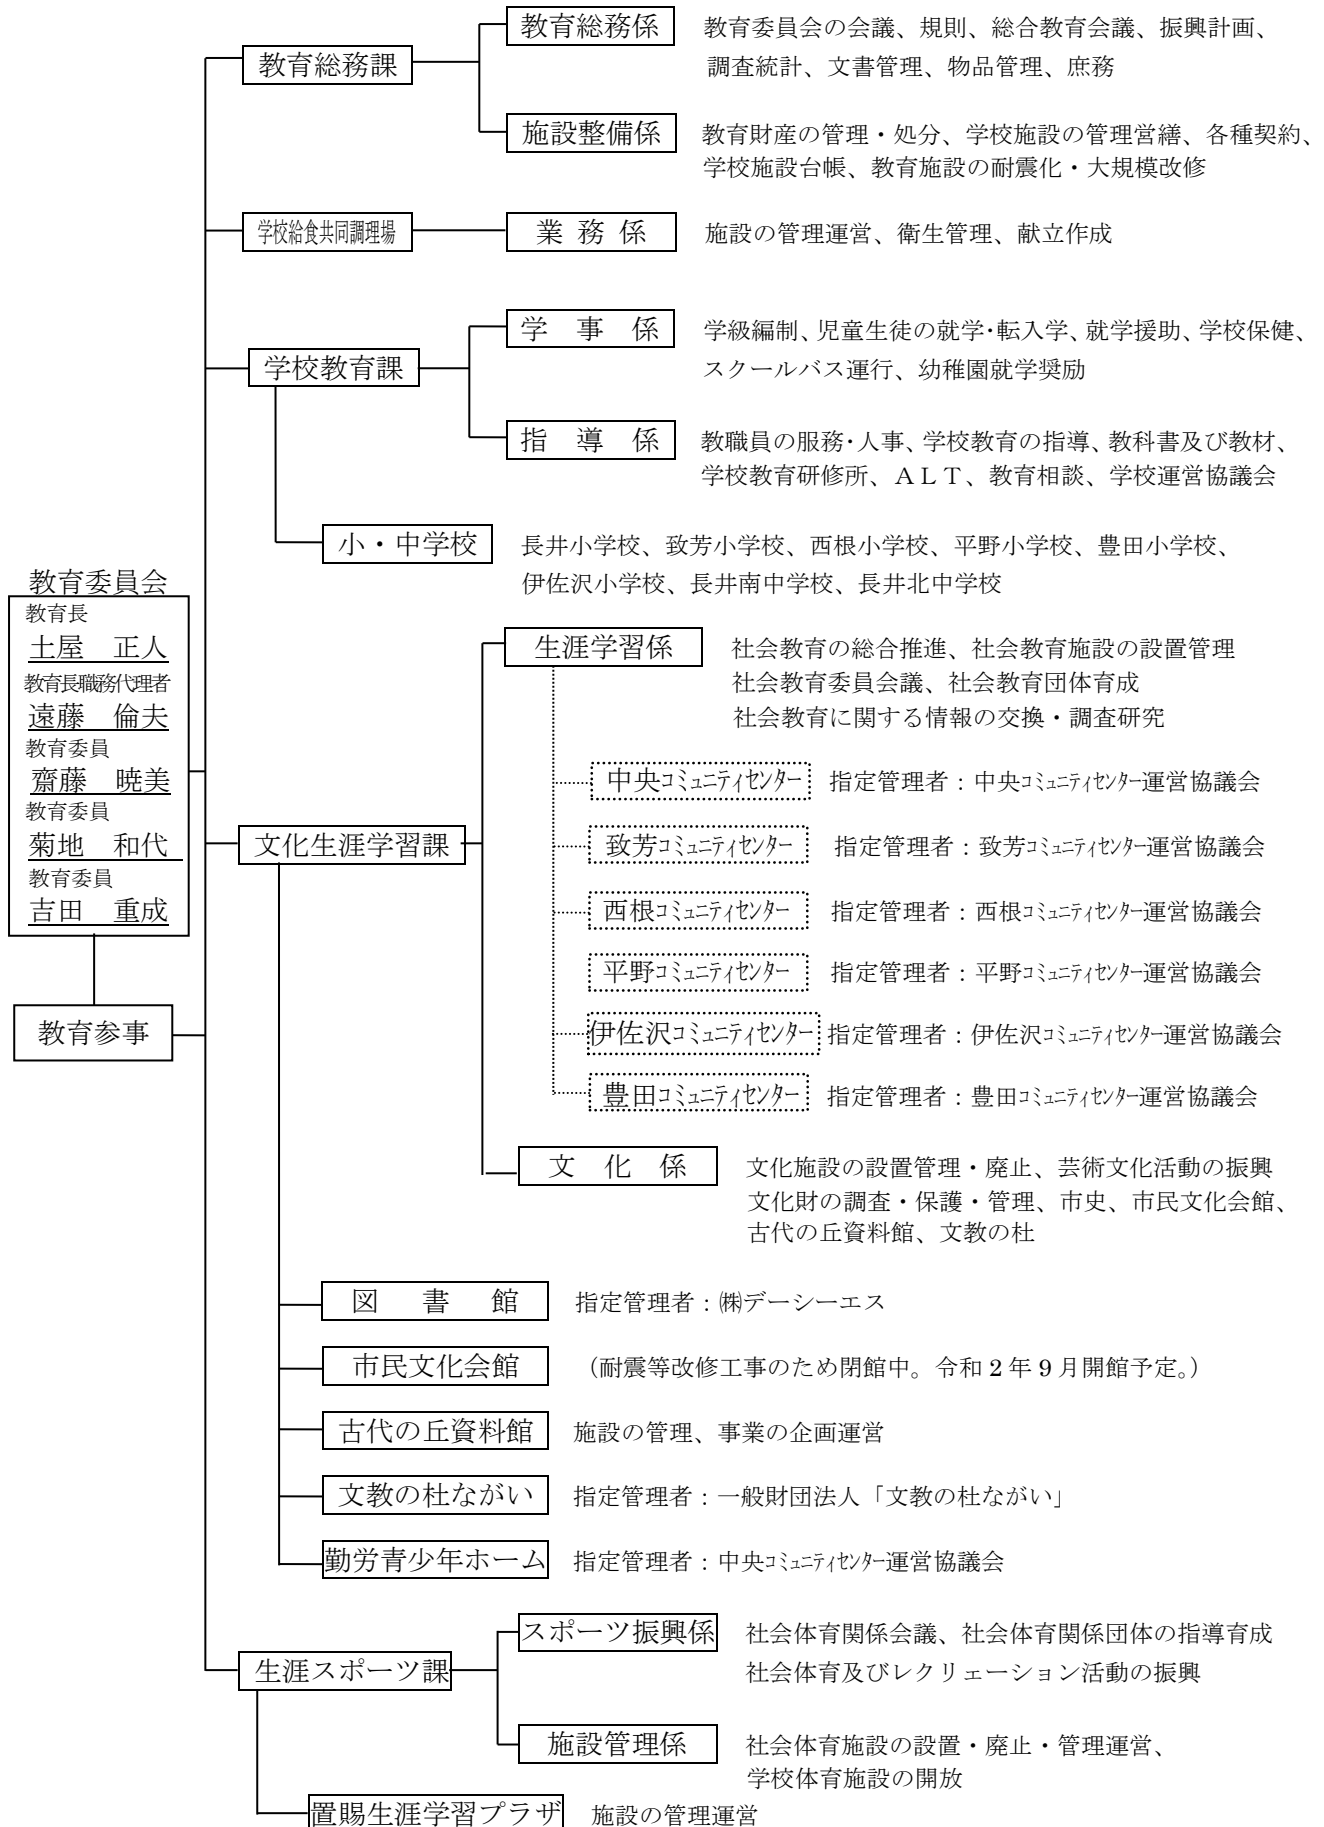 教育総務課
教育総務係
教育委員会の会議、規則、総合教育会議、振興計画、
調査統計、文書管理、物品管理、庶務
施設整備係
教育財産の管理・処分、学校施設の管理営繕、各種契約、
学校施設台帳、教育施設の耐震化・大規模改修
学校給食共同調理場
業 務 係
施設の管理運営、衛生管理、献立作成
学校教育課
学 事 係
学級編制、児童生徒の就学・転入学、就学援助、学校保健、
スクールバス運行、幼稚園就学奨励
指 導 係
教職員の服務・人事、学校教育の指導、教科書及び教材、
学校教育研修所、ALT、教育相談、学校運営協議会
小・中学校
長井小学校、致芳小学校、西根小学校、平野小学校、豊田小学校、
伊佐沢小学校、長井南中学校、長井北中学校
教育委員会
教育長
土屋 正人
教育長職務代理者
遠藤 倫夫
教育委員
齋藤 暁美
教育委員
菊地 和代
教育委員
吉田 重成
教育参事
文化生涯学習課
生涯学習係
社会教育の総合推進、社会教育施設の設置管理
社会教育委員会議、社会教育団体育成
社会教育に関する情報の交換・調査研究
中央コミュニティセンター 指定管理者:中央コミュニティセンター運営協議会
致芳コミュニティセンター 指定管理者:致芳コミュニティセンター運営協議会
西根コミュニティセンター 指定管理者:西根コミュニティセンター運営協議会
平野コミュニティセンター 指定管理者:平野コミュニティセンター運営協議会
伊佐沢コミュニティセンター 指定管理者:伊佐沢コミュニティセンター運営協議会
豊田コミュニティセンター 指定管理者:豊田コミュニティセンター運営協議会
文 化 係
文化施設の設置管理・廃止、芸術文化活動の振興
文化財の調査・保護・管理、市史、市民文化会館、
古代の丘資料館、文教の杜
図 書 館 指定管理者:㈱デーシーエス
市民文化会館 (耐震等改修工事のため閉館中。令和2年9月開館予定。)
古代の丘資料館 施設の管理、事業の企画運営
文教の杜ながい 指定管理者:一般財団法人「文教の杜ながい」
勤労青少年ホーム 指定管理者:中央コミュニティセンター運営協議会
生涯スポーツ課
スポーツ振興係
社会体育関係会議、社会体育関係団体の指導育成
社会体育及びレクリェーション活動の振興
施設管理係
社会体育施設の設置・廃止・管理運営、
学校体育施設の開放
置賜生涯学習プラザ 施設の管理運営